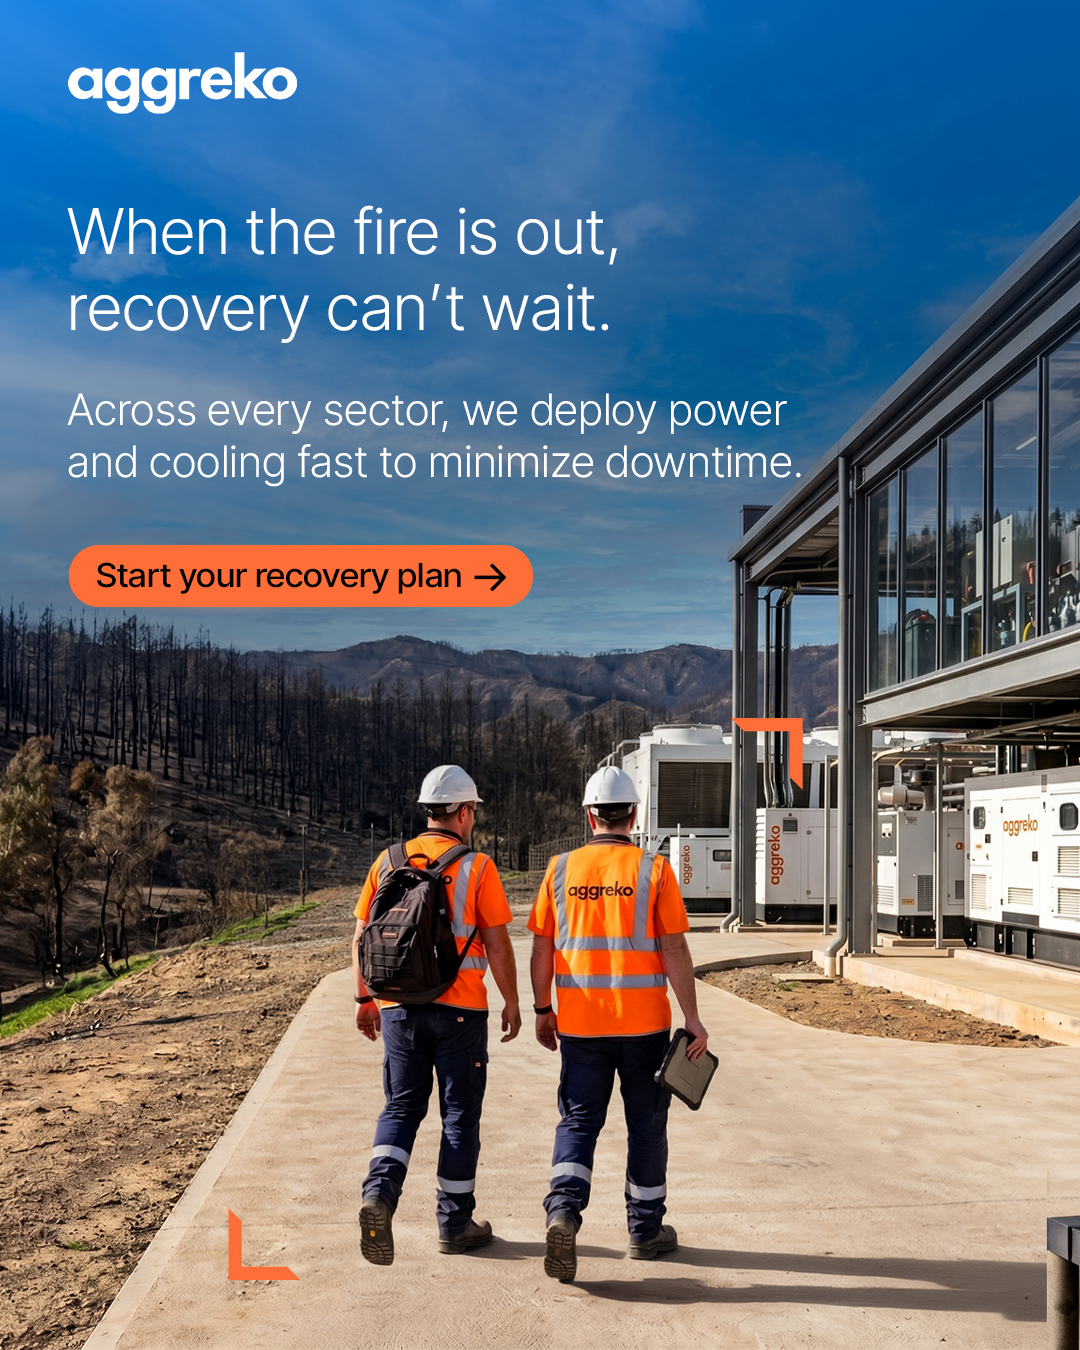 aggreko
When the fire is out,
recovery can’t wait.
Across every sector, we deploy power
and cooling fast to minimize downtime.
Start your recovery plan →
aggreko
aggreko
aggreko
aggreko